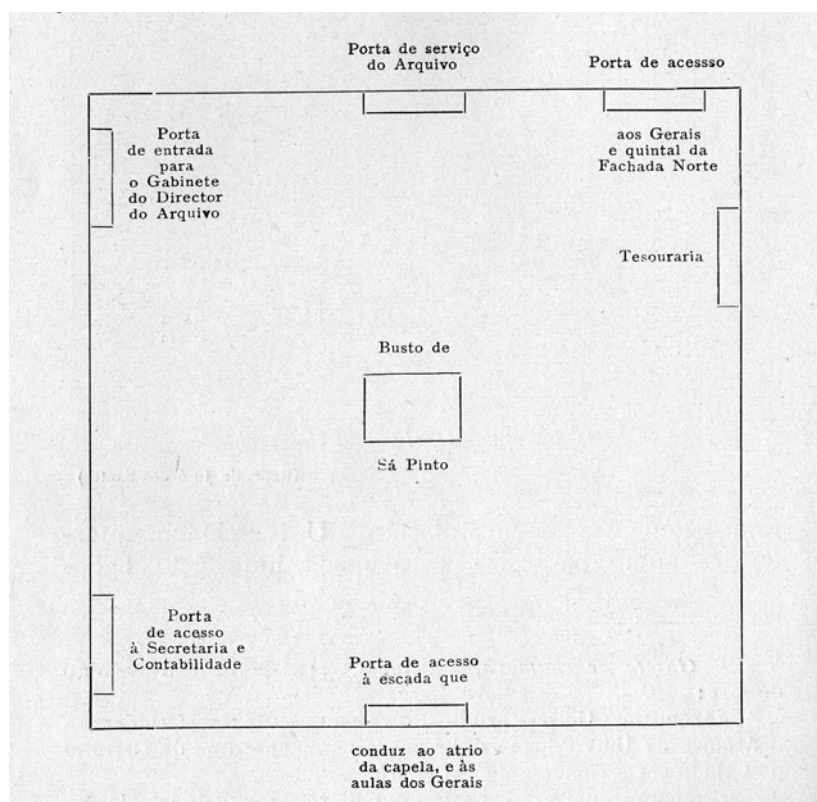 Porta de serviço
do Arquivo
Porta de acessso
Porta
de entrada
para
o Gabinete
do Director
do Arquivo
aos Gerais
e quintal da
Fachada Norte
Tesouraria
Busto de
Sá Pinto
Porta
de acesso
à Secretaria e
Contabilidade
Porta de acesso
à escada que
conduz ao atrio
da capela, e às
aulas dos Gerais